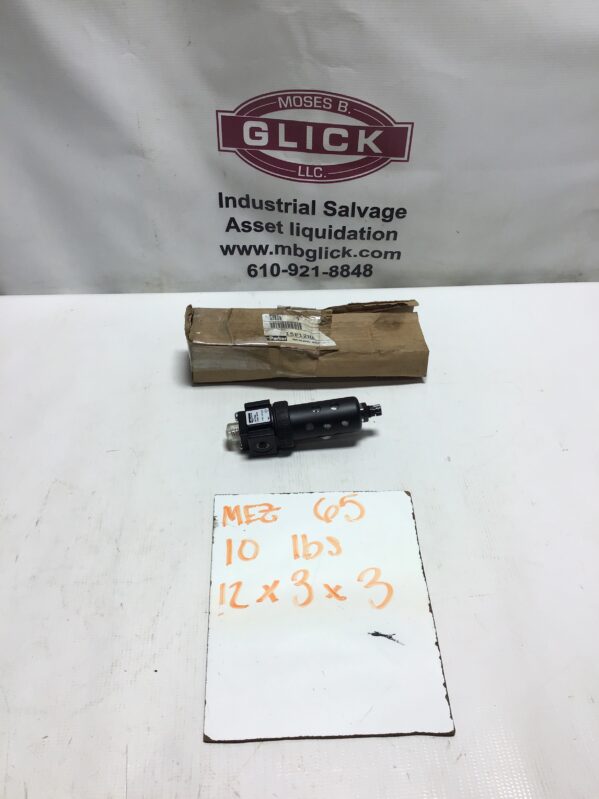 MOSES B.
GLICK
LLC.
Industrial Salvage
Asset liquidation
www.mbglick.com
610-921-8848
Parker
MEZ 65
10 lbs
12 x 3 x 3